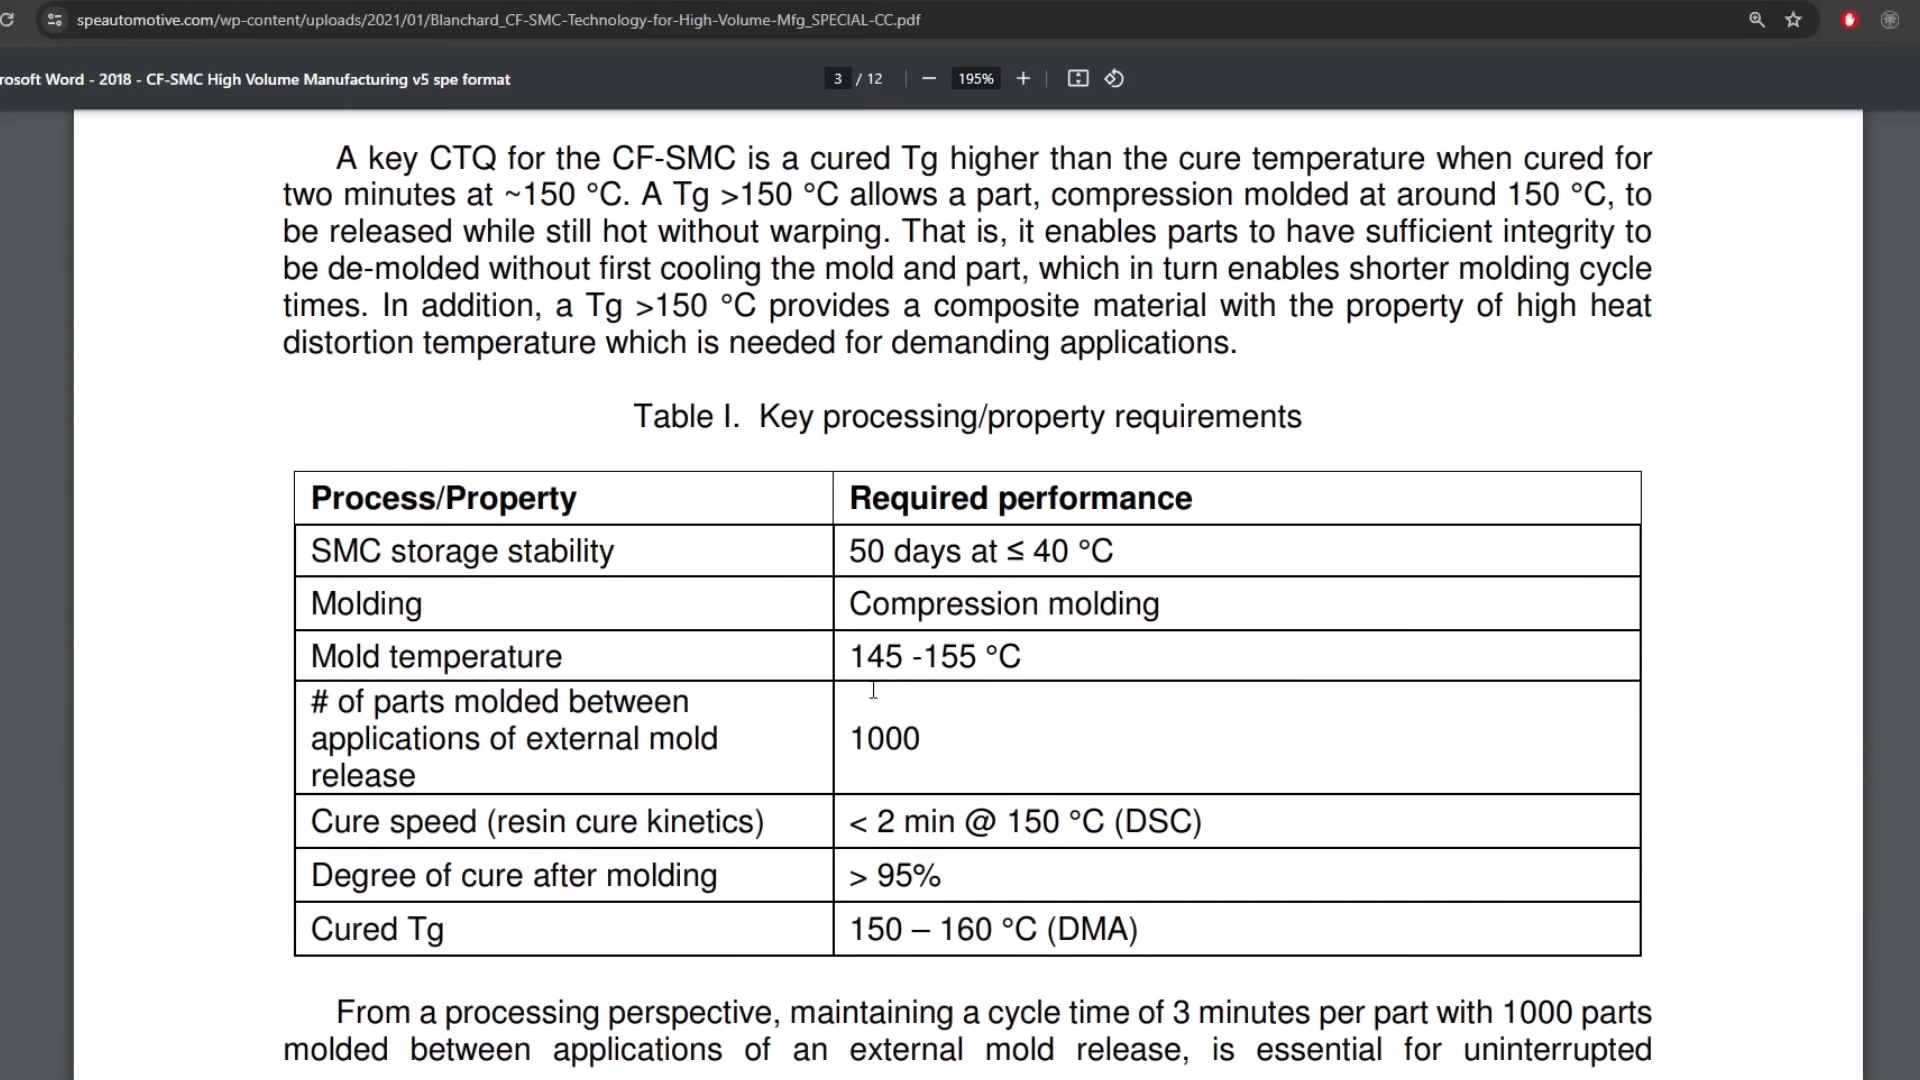 speautomotive.com/wp-content/uploads/2021/01/Blanchard_CF-SMC-Technology-for-High-Volume-Mfg_SPECIAL-CC.pdf
rosoft Word - 2018 - CF-SMC High Volume Manufacturing v5 spe format
3 / 12
195%
A key CTQ for the CF-SMC is a cured Tg higher than the cure temperature when cured for
two minutes at ~150 °C. A Tg >150 °C allows a part, compression molded at around 150 °C, to
be released while still hot without warping. That is, it enables parts to have sufficient integrity to
be de-molded without first cooling the mold and part, which in turn enables shorter molding cycle
times. In addition, a Tg >150 °C provides a composite material with the property of high heat
distortion temperature which is needed for demanding applications.
Table I. Key processing/property requirements
Process/Property
Required performance
SMC storage stability
50 days at ≤ 40 °C
Molding
Compression molding
Mold temperature
145 -155 °C
# of parts molded between
applications of external mold
release
1000
Cure speed (resin cure kinetics)
< 2 min @ 150 °C (DSC)
Degree of cure after molding
> 95%
Cured Tg
150 – 160 °C (DMA)
From a processing perspective, maintaining a cycle time of 3 minutes per part with 1000 parts
molded between applications of an external mold release, is essential for uninterrupted